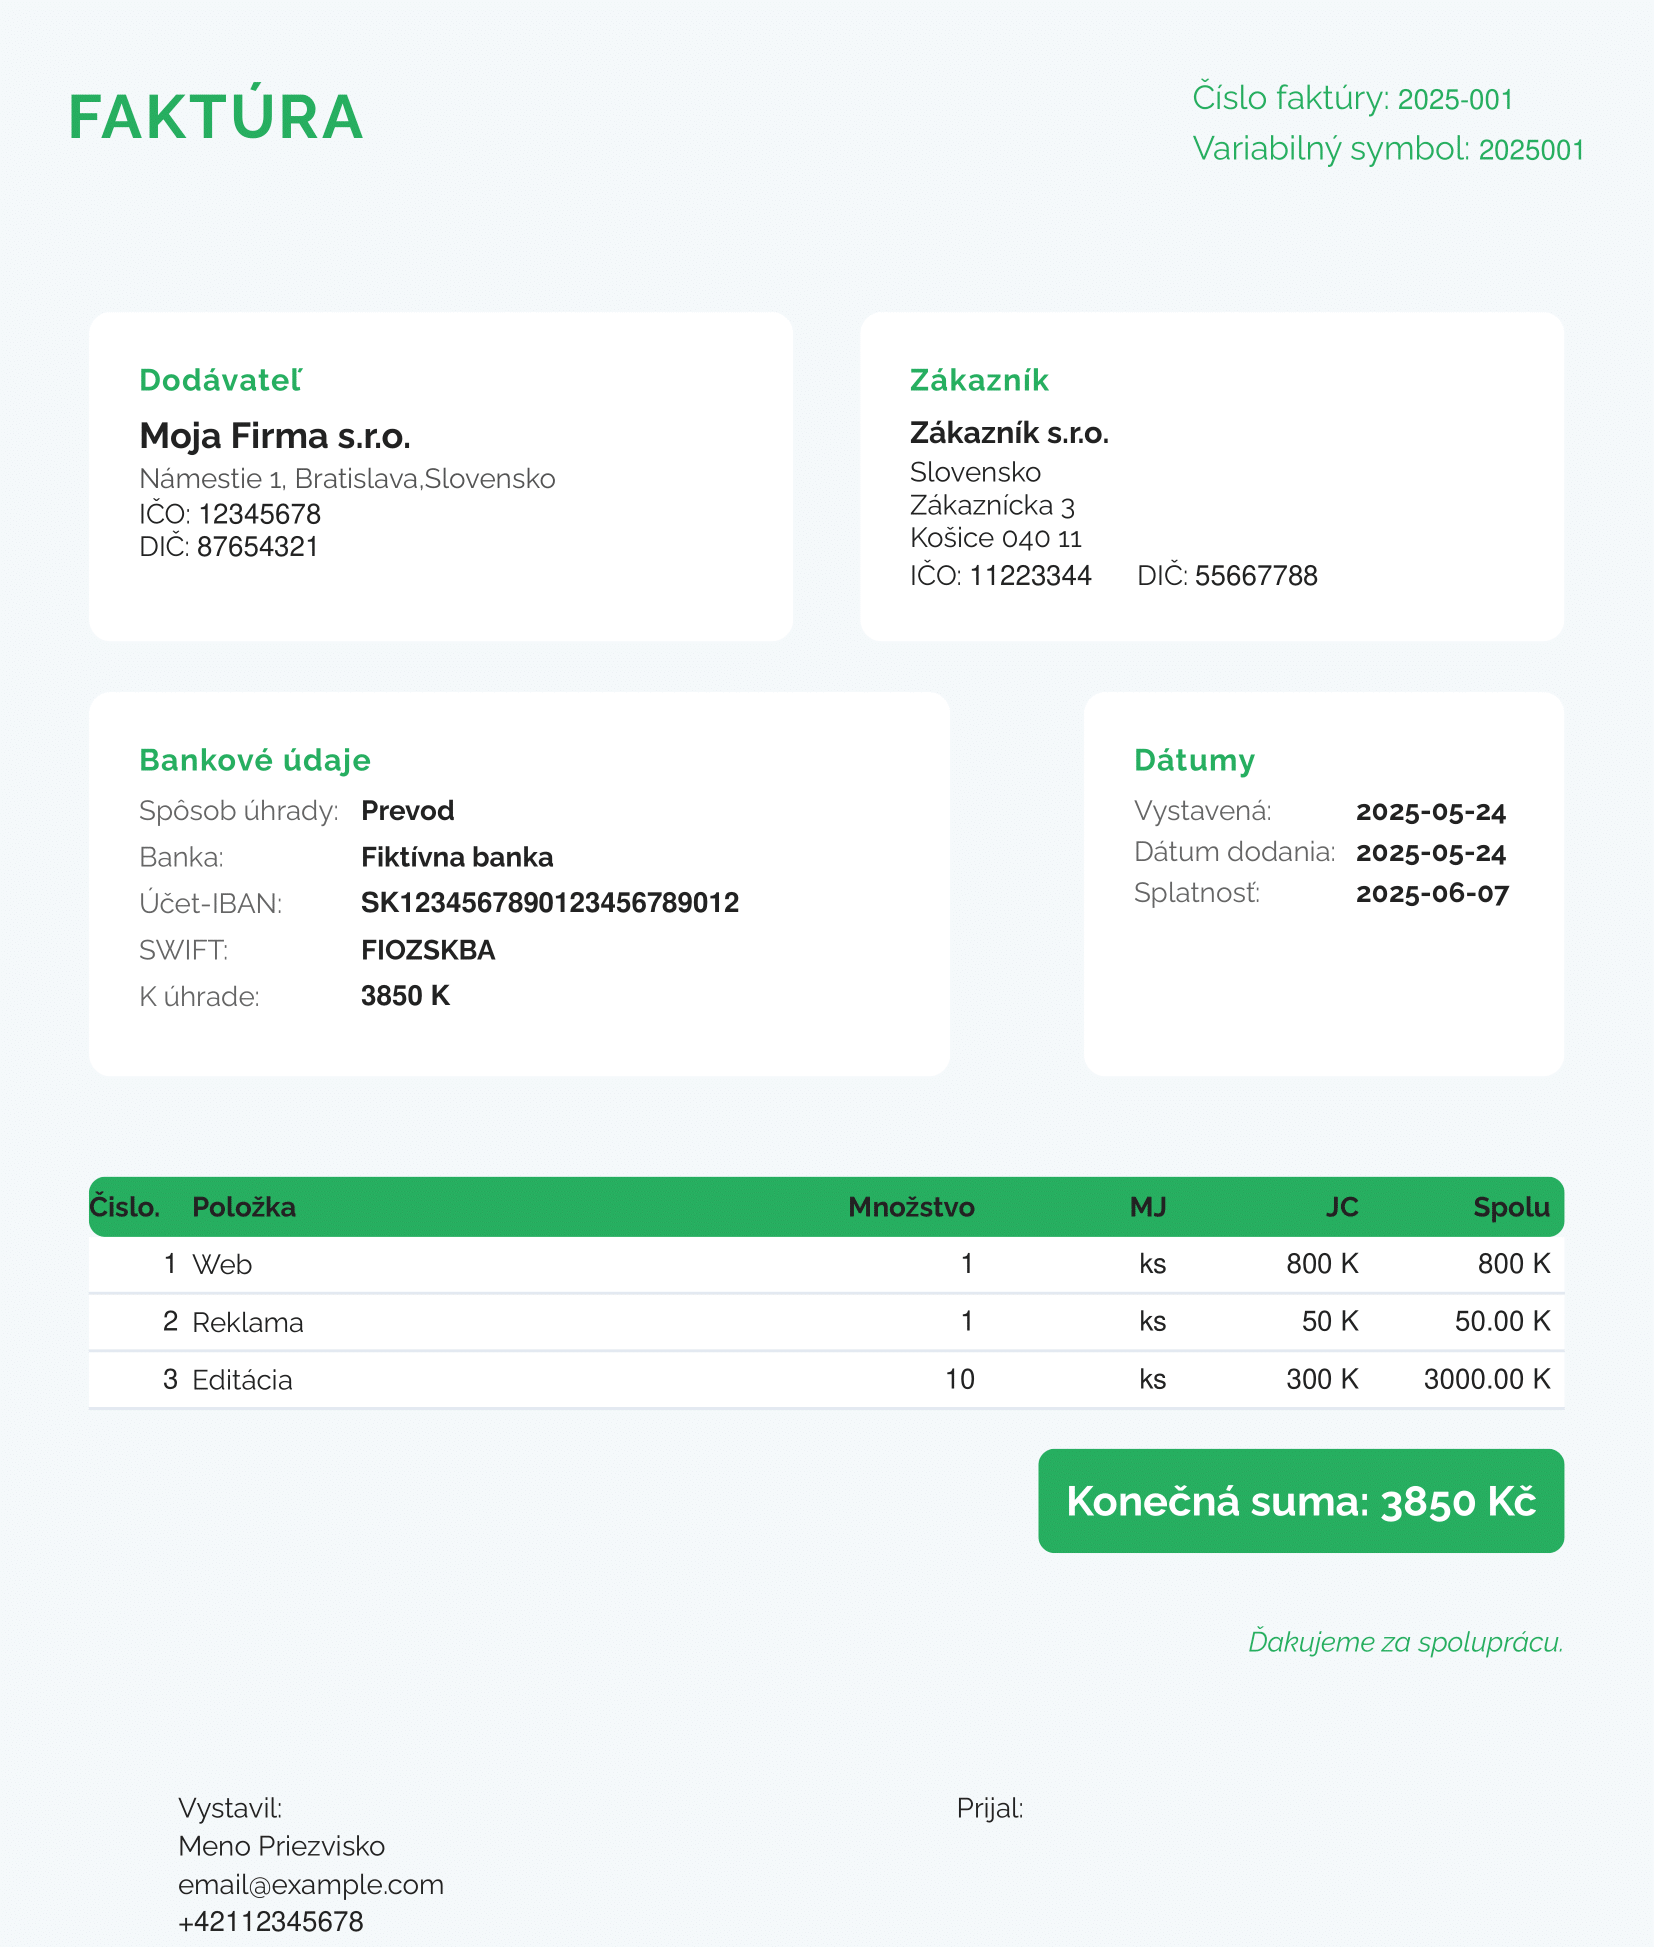 FAKTÚRA
Číslo faktúry: 2025-001
Variabilný symbol: 2025001
Dodávateľ
Moja Firma s.r.o.
Námestie 1, Bratislava,Slovensko
IČO: 12345678
DIČ: 87654321
Zákazník
Zákazník s.r.o.
Slovensko
Zákaznícka 3
Košice 040 11
IČO: 11223344 DIČ: 55667788
Bankové údaje
Spôsob úhrady: Prevod
Banka: Fiktívna banka
Účet-IBAN: SK1234567890123456789012
SWIFT: FIOZSKBA
K úhrade: 3850 K
Dátumy
Vystavená: 2025-05-24
Dátum dodania: 2025-05-24
Splatnosť: 2025-06-07
Čislo. Položka Množstvo MJ JC Spolu
1 Web 1 ks 800 K 800 K
2 Reklama 1 ks 50 K 50.00 K
3 Editácia 10 ks 300 K 3000.00 K
Konečná suma: 3850 Kč
Ďakujeme za spoluprácu.
Vystavil:
Meno Priezvisko
email@example.com
+42112345678
Prijal: